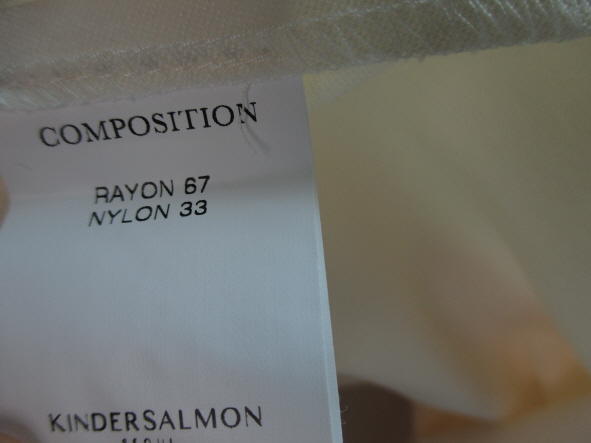 COMPOSITION
RAYON 67
NYLON 33
KINDERSALMON